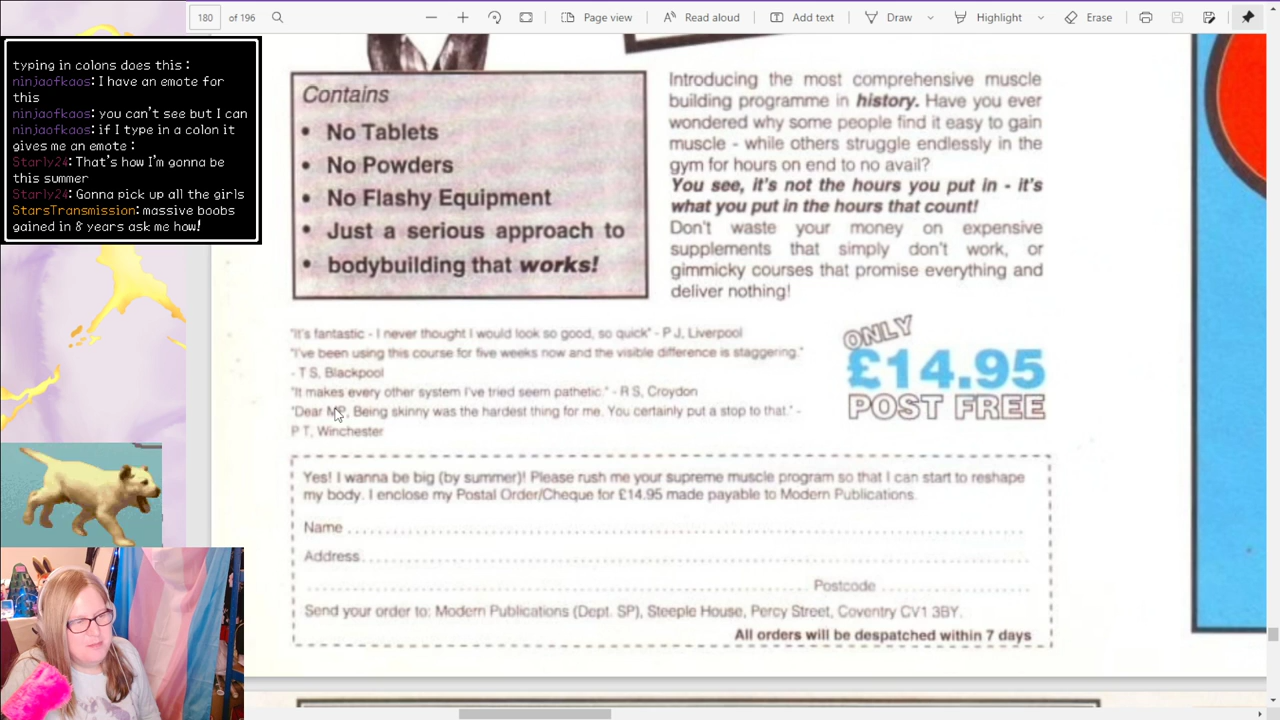 180 of 196
Page view
Read aloud
Add text
Draw
Highlight
Erase
typing in colons does this :
ninjaofkaos: I have an emote for
this
ninjaofkaos: you can't see but I can
ninjaofkaos: if I type in a colon it
gives me an emote :
Starly24: That's how I'm gonna be
this summer
Starly24: Gonna pick up all the girls
StarsTransmission: massive boobs
gained in 8 years ask me how!
Contains
• No Tablets
• No Powders
• No Flashy Equipment
• Just a serious approach to
• bodybuilding that works!
Introducing the most comprehensive muscle
building programme in history. Have you ever
wondered why some people find it easy to gain
muscle - while others struggle endlessly in the
gym for hours on end to no avail?
You see, it's not the hours you put in - it's
what you put in the hours that count!
Don't waste your money on expensive
supplements that simply don't work, or
gimmicky courses that promise everything and
deliver nothing!
"It's fantastic - I never thought I would look so good, so quick" - P J, Liverpool
"I've been using this course for five weeks now and the visible difference is staggering."
- T S, Blackpool
"It makes every other system I've tried seem pathetic." - R S, Croydon
"Dear MP, Being skinny was the hardest thing for me. You certainly put a stop to that." -
P T, Winchester
ONLY
£14.95
POST FREE
Yes! I wanna be big (by summer)! Please rush me your supreme muscle program so that I can start to reshape
my body. I enclose my Postal Order/Cheque for £14.95 made payable to Modern Publications.
Name
Address
Postcode
Send your order to: Modern Publications (Dept. SP), Steeple House, Percy Street, Coventry CV1 3BY.
All orders will be despatched within 7 days